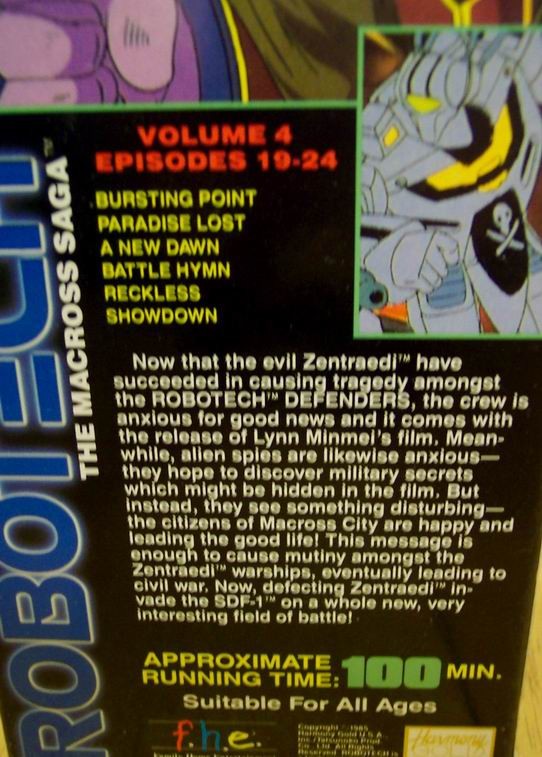 VOLUME 4
EPISODES 19-24
BURSTING POINT
PARADISE LOST
A NEW DAWN
BATTLE HYMN
RECKLESS
SHOWDOWN
ROBOTECH
THE MACROSS SAGA™
Now that the evil Zentraedi™ have
succeeded in causing tragedy amongst
the ROBOTECH™ DEFENDERS, the crew is
anxious for good news and it comes with
the release of Lynn Minmei's film. Mean-
while, alien spies are likewise anxious—
they hope to discover military secrets
which might be hidden in the film. But
instead, they see something disturbing—
the citizens of Macross City are happy and
leading the good life! This message is
enough to cause mutiny amongst the
Zentraedi™ warships, eventually leading to
civil war. Now, defecting Zentraedi™ in-
vade the SDF-1™ on a whole new, very
interesting field of battle!
APPROXIMATE
RUNNING TIME: 100 MIN.
Suitable For All Ages
f.h.e.
Family Home Entertainment
Copyright 1985
Harmony Gold U.S.A.
Inc./Tatsunoko Prod.
Co. Ltd. All Rights
Reserved. ROBOTECH is
Harmony